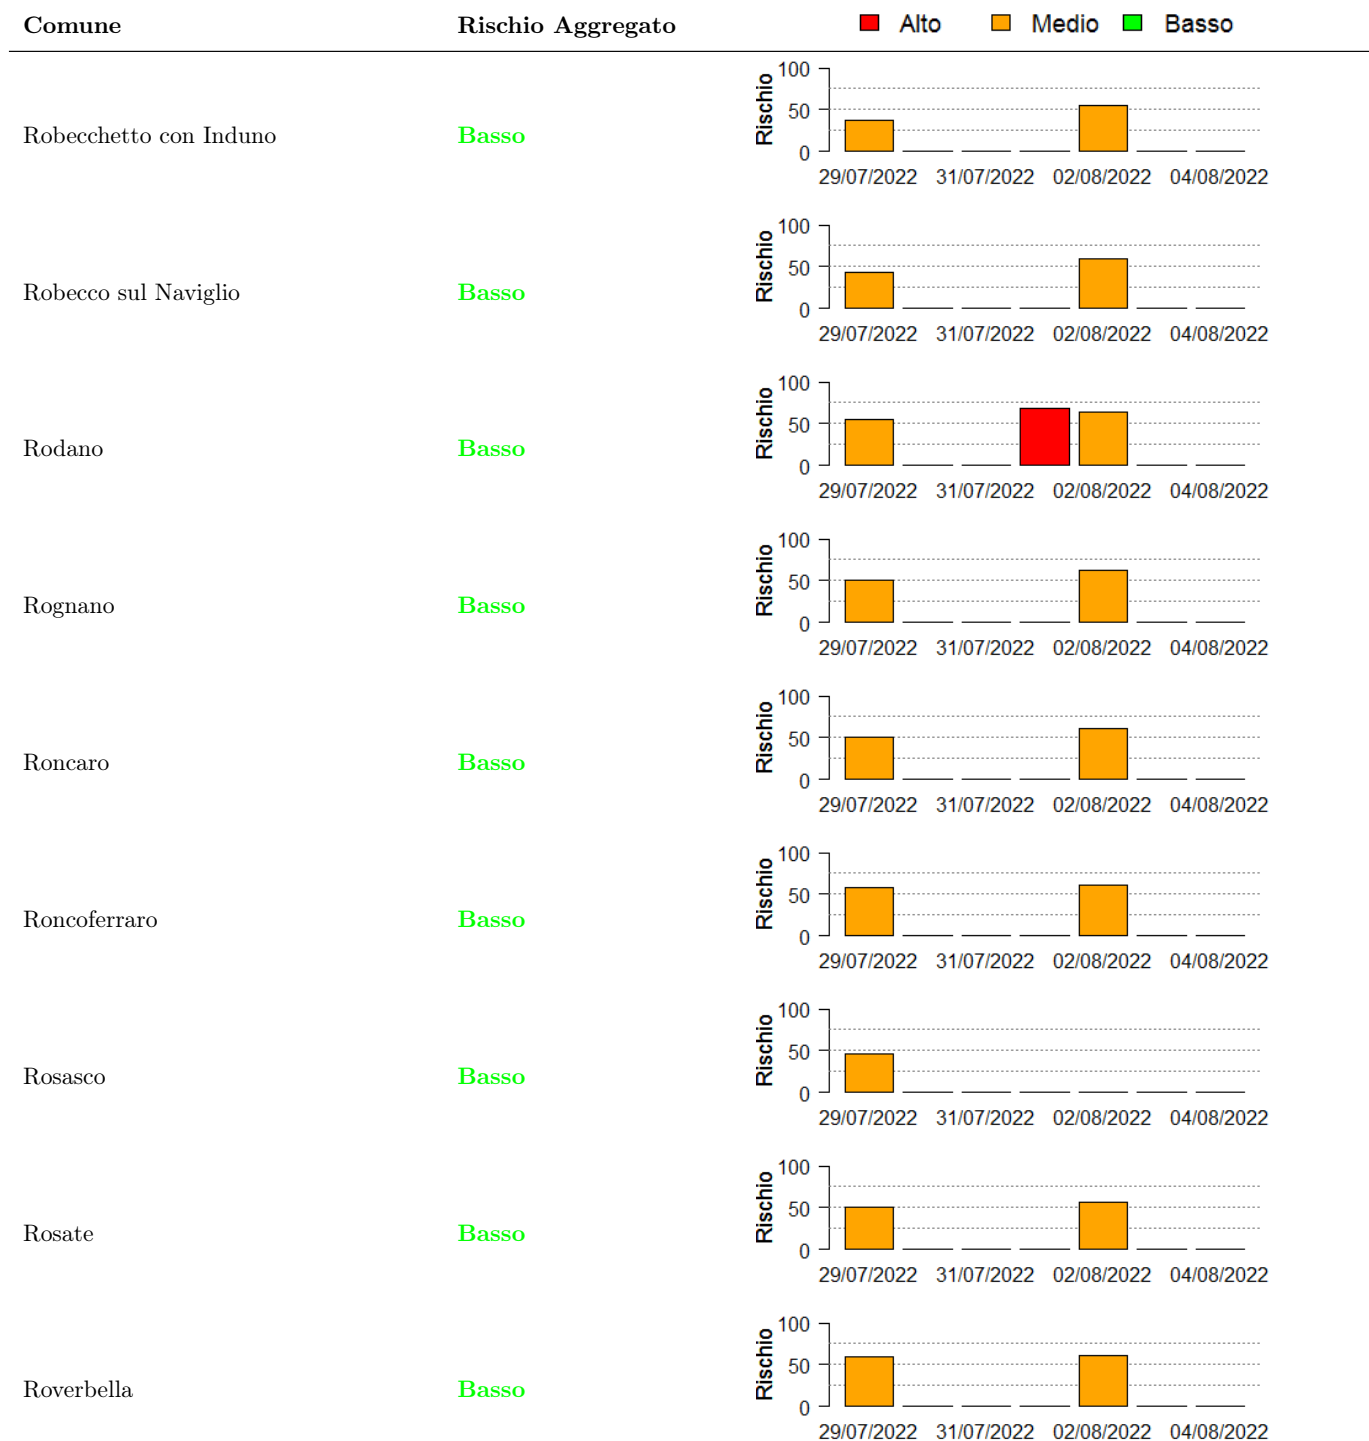 Comune Rischio Aggregato Alto Medio Basso
100
50
0
Rischio
Robecchetto con Induno Basso
29/07/2022 31/07/2022 02/08/2022 04/08/2022
100
50
0
Rischio
Robecco sul Naviglio Basso
29/07/2022 31/07/2022 02/08/2022 04/08/2022
100
50
0
Rischio
Rodano Basso
29/07/2022 31/07/2022 02/08/2022 04/08/2022
100
50
0
Rischio
Rognano Basso
29/07/2022 31/07/2022 02/08/2022 04/08/2022
100
50
0
Rischio
Roncaro Basso
29/07/2022 31/07/2022 02/08/2022 04/08/2022
100
50
0
Rischio
Roncoferraro Basso
29/07/2022 31/07/2022 02/08/2022 04/08/2022
100
50
0
Rischio
Rosasco Basso
29/07/2022 31/07/2022 02/08/2022 04/08/2022
100
50
0
Rischio
Rosate Basso
29/07/2022 31/07/2022 02/08/2022 04/08/2022
100
50
0
Rischio
Roverbella Basso
29/07/2022 31/07/2022 02/08/2022 04/08/2022